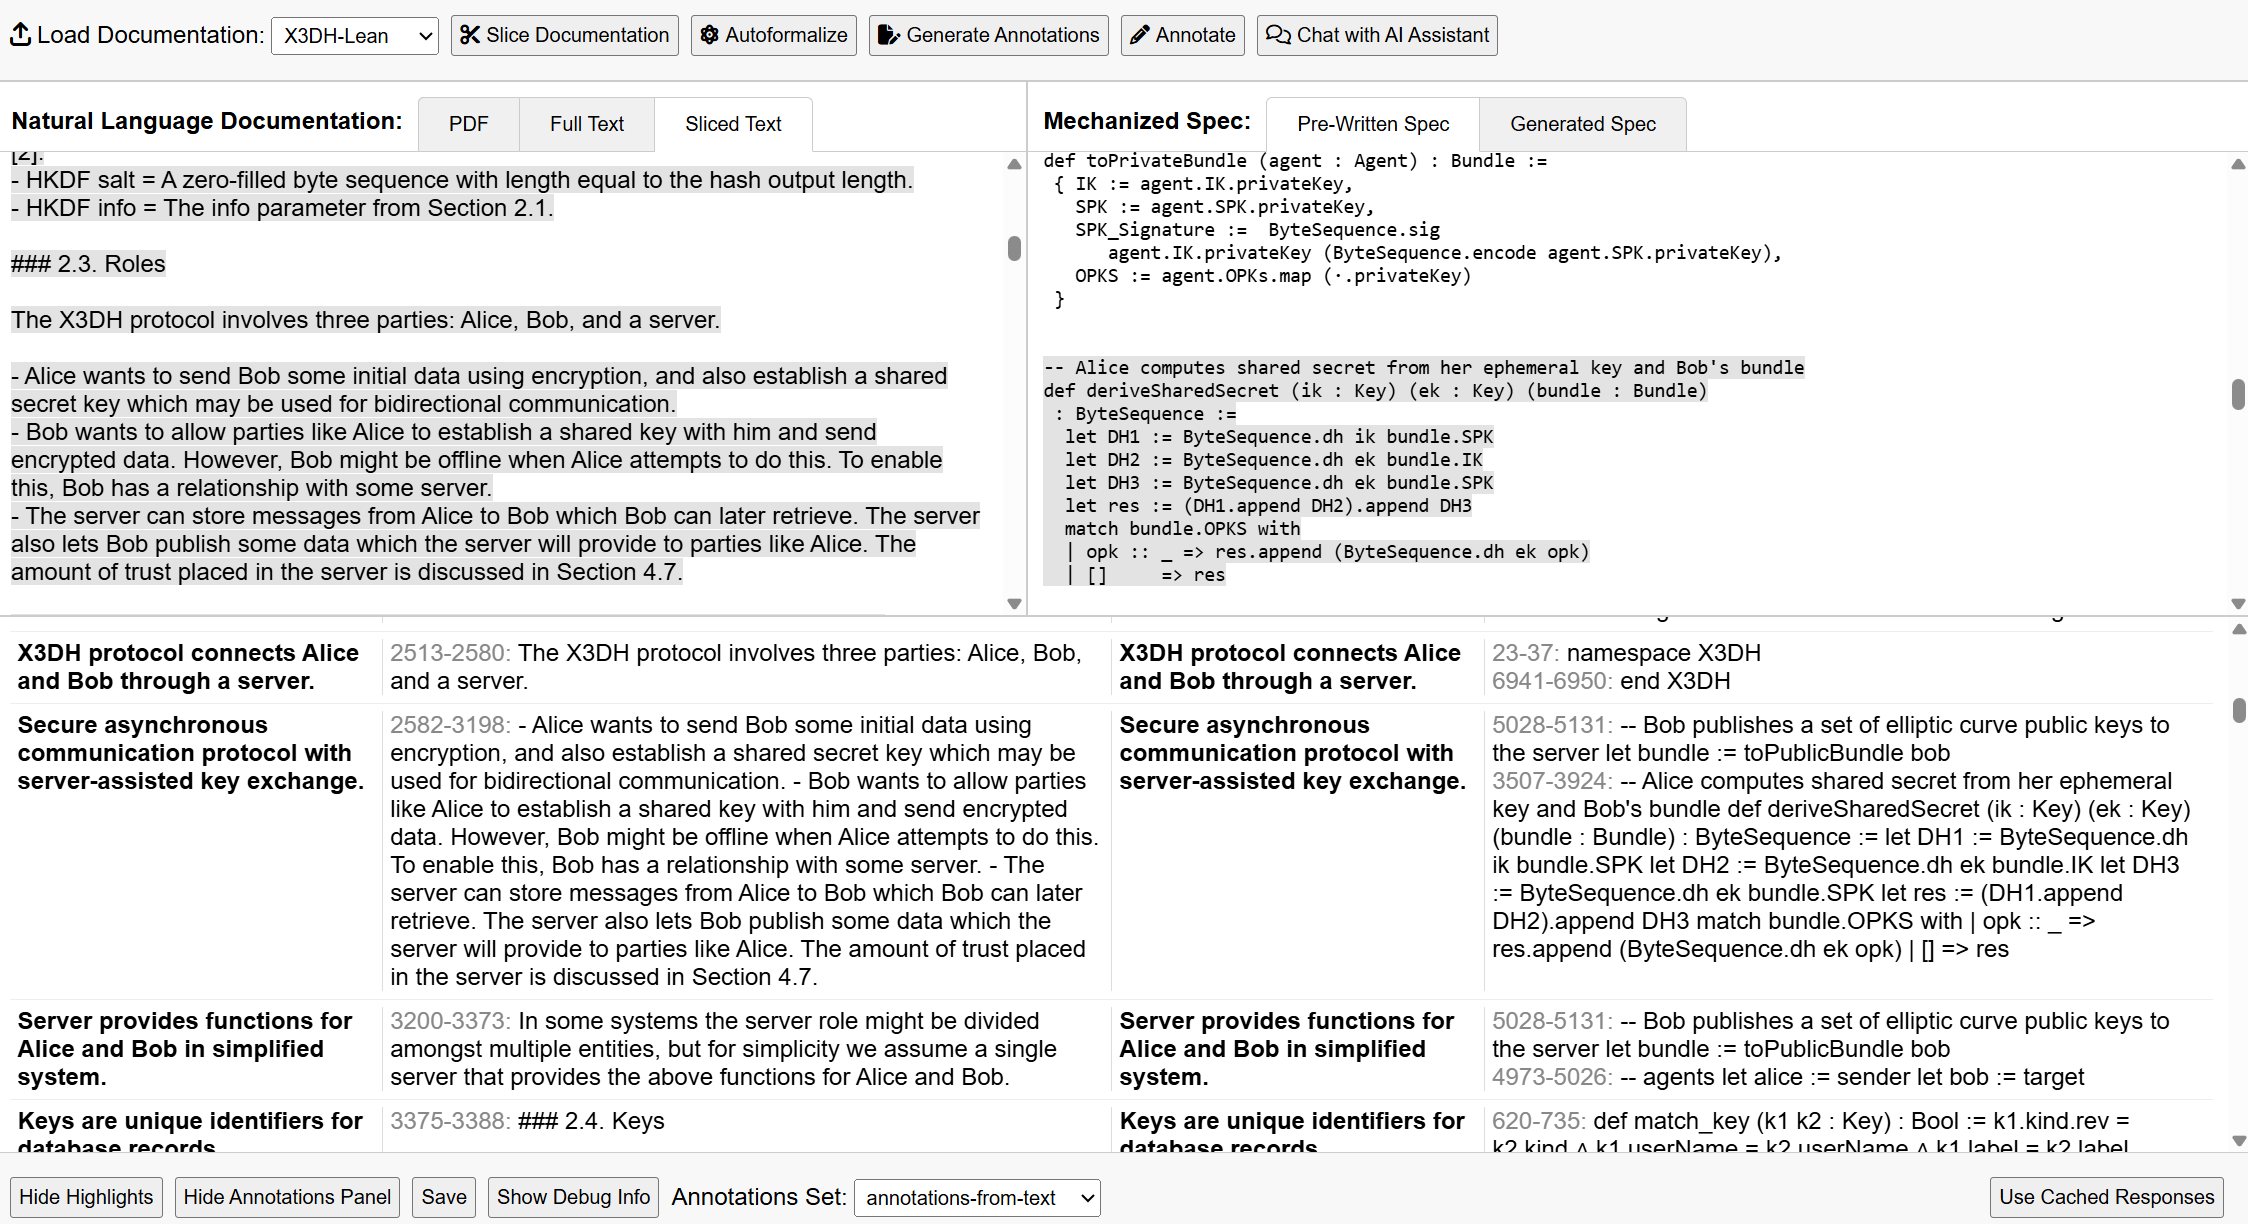 Load Documentation: X3DH-Lean Slice Documentation Autoformalize Generate Annotations Annotate Chat with AI Assistant
Natural Language Documentation: PDF Full Text Sliced Text
[2].
- HKDF salt = A zero-filled byte sequence with length equal to the hash output length.
- HKDF info = The info parameter from Section 2.1.
### 2.3. Roles
The X3DH protocol involves three parties: Alice, Bob, and a server.
- Alice wants to send Bob some initial data using encryption, and also establish a shared
secret key which may be used for bidirectional communication.
- Bob wants to allow parties like Alice to establish a shared key with him and send
encrypted data. However, Bob might be offline when Alice attempts to do this. To enable
this, Bob has a relationship with some server.
- The server can store messages from Alice to Bob which Bob can later retrieve. The server
also lets Bob publish some data which the server will provide to parties like Alice. The
amount of trust placed in the server is discussed in Section 4.7.
Mechanized Spec: Pre-Written Spec Generated Spec
def toPrivateBundle (agent : Agent) : Bundle :=
{ IK := agent.IK.privateKey,
SPK := agent.SPK.privateKey,
SPK_Signature :=  ByteSequence.sig
agent.IK.privateKey (ByteSequence.encode agent.SPK.privateKey),
OPKS := agent.OPKs.map (·.privateKey)
}
-- Alice computes shared secret from her ephemeral key and Bob's bundle
def deriveSharedSecret (ik : Key) (ek : Key) (bundle : Bundle)
: ByteSequence :=
let DH1 := ByteSequence.dh ik bundle.SPK
let DH2 := ByteSequence.dh ek bundle.IK
let DH3 := ByteSequence.dh ek bundle.SPK
let res := (DH1.append DH2).append DH3
match bundle.OPKS with
| opk :: _ => res.append (ByteSequence.dh ek opk)
| []     => res
X3DH protocol connects Alice
and Bob through a server.
2513-2580: The X3DH protocol involves three parties: Alice, Bob,
and a server.
X3DH protocol connects Alice
and Bob through a server.
23-37: namespace X3DH
6941-6950: end X3DH
Secure asynchronous
communication protocol with
server-assisted key exchange.
2582-3198: - Alice wants to send Bob some initial data using
encryption, and also establish a shared secret key which may be
used for bidirectional communication. - Bob wants to allow parties
like Alice to establish a shared key with him and send encrypted
data. However, Bob might be offline when Alice attempts to do this.
To enable this, Bob has a relationship with some server. - The
server can store messages from Alice to Bob which Bob can later
retrieve. The server also lets Bob publish some data which the
server will provide to parties like Alice. The amount of trust placed
in the server is discussed in Section 4.7.
Secure asynchronous
communication protocol with
server-assisted key exchange.
5028-5131: -- Bob publishes a set of elliptic curve public keys to
the server let bundle := toPublicBundle bob
3507-3924: -- Alice computes shared secret from her ephemeral
key and Bob's bundle def deriveSharedSecret (ik : Key) (ek : Key)
(bundle : Bundle) : ByteSequence := let DH1 := ByteSequence.dh
ik bundle.SPK let DH2 := ByteSequence.dh ek bundle.IK let DH3
:= ByteSequence.dh ek bundle.SPK let res := (DH1.append
DH2).append DH3 match bundle.OPKS with | opk :: _ =>
res.append (ByteSequence.dh ek opk) | [] => res
Server provides functions for
Alice and Bob in simplified
system.
3200-3373: In some systems the server role might be divided
amongst multiple entities, but for simplicity we assume a single
server that provides the above functions for Alice and Bob.
Server provides functions for
Alice and Bob in simplified
system.
5028-5131: -- Bob publishes a set of elliptic curve public keys to
the server let bundle := toPublicBundle bob
4973-5026: -- agents let alice := sender let bob := target
Keys are unique identifiers for
database records
3375-3388: ### 2.4. Keys
Keys are unique identifiers for
database records
620-735: def match_key (k1 k2 : Key) : Bool := k1.kind.rev =
k2.kind ∧ k1.userName = k2.userName ∧ k1.label = k2.label
Hide Highlights Hide Annotations Panel Save Show Debug Info Annotations Set: annotations-from-text Use Cached Responses